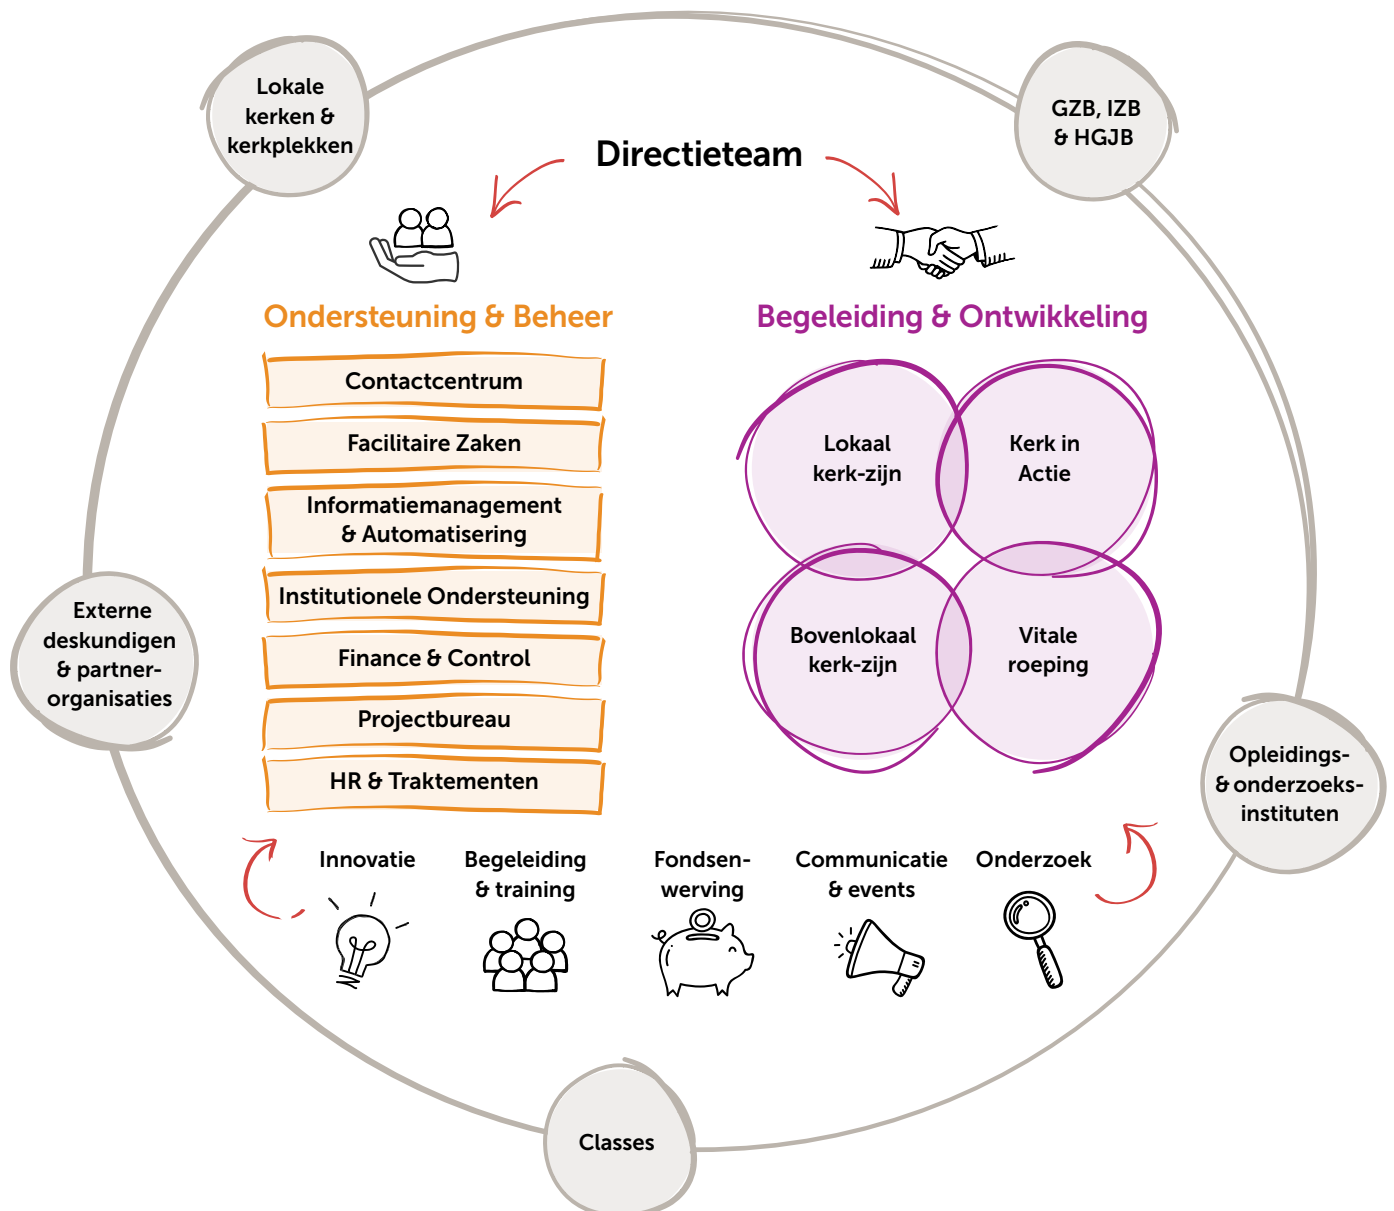 Lokale
kerken &
kerkplekken
GZB, IZB
& HGJB
Directieteam
Ondersteuning & Beheer
Contactcentrum
Facilitaire Zaken
Informatiemanagement
& Automatisering
Institutionele Ondersteuning
Finance & Control
Projectbureau
HR & Traktementen
Begeleiding & Ontwikkeling
Lokaal
kerk-zijn
Kerk in
Actie
Bovenlokaal
kerk-zijn
Vitale
roeping
Externe
deskundigen
& partner-
organisaties
Opleidings-
& onderzoeks-
instituten
Innovatie
Begeleiding
& training
Fondsen-
werving
Communicatie
& events
Onderzoek
Classes